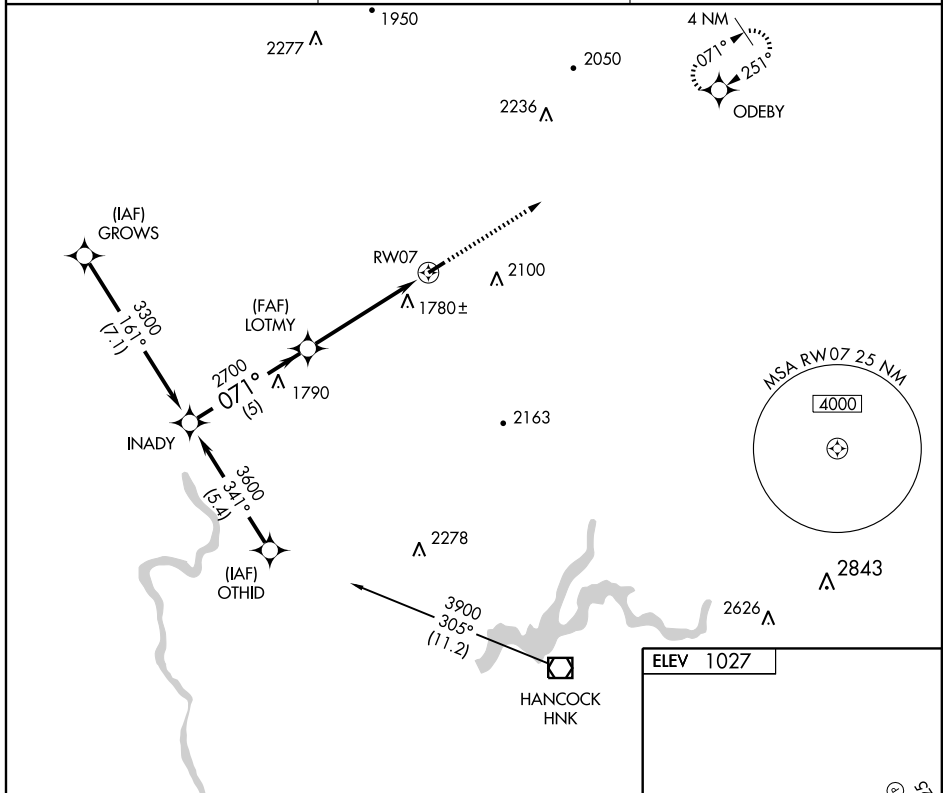 1950
2277
4 NM
071°
251°
2050
2236
ODEBY
(IAF)
GROWS
RW07
2100
1780±
(FAF)
LOTMY
3300
161°
(7.1)
2700
071°
(5)
1790
MSA RW07 25 NM
4000
INADY
2163
3600
341°
(5.4)
(IAF)
OTHID
2278
3900
305°
(11.2)
2843
2626
HANCOCK
HNK
ELEV 1027